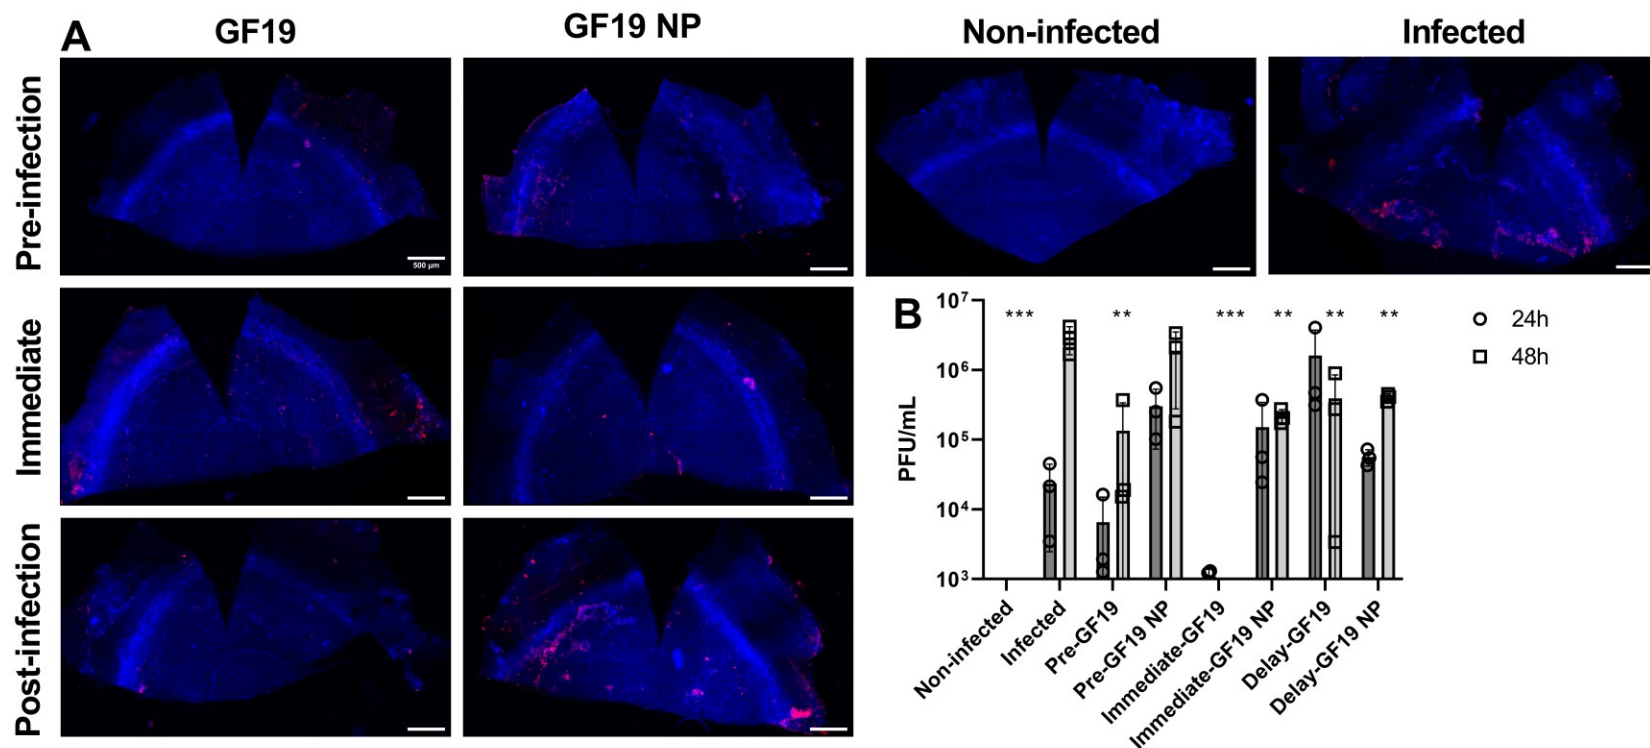 A
GF19
GF19 NP
Non-infected
Infected
Pre-infection
500 µm
Immediate
Post-infection
B
PFU/mL
10⁷
10⁶
10⁵
10⁴
10³
*** ** *** ** ** **
24h
48h
Non-infected
Infected
Pre-GF19
Pre-GF19 NP
Immediate-GF19
Immediate-GF19 NP
Delay-GF19
Delay-GF19 NP